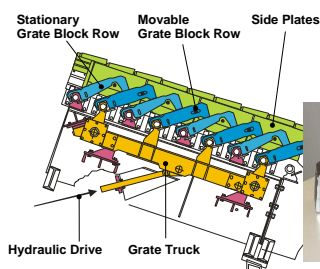 Stationary
Grate Block Row
Movable
Grate Block Row
Side Plates
Hydraulic Drive
Grate Truck